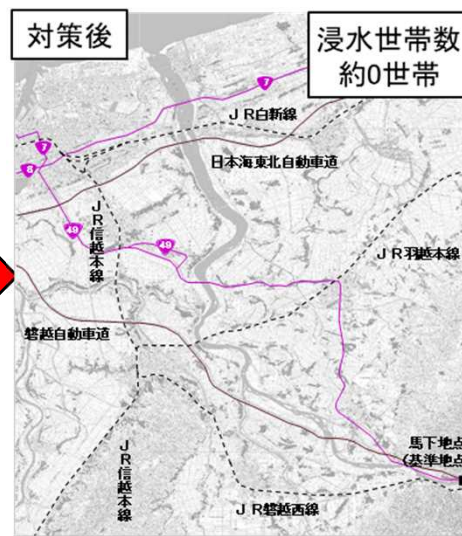 対策後
浸水世帯数
約0世帯
7
JR白新線
7
8
日本海東北自動車道
49
49
JR信越本線
JR羽越本線
磐越自動車道
馬下地点
(基準地点
JR信越本線
JR磐越西線